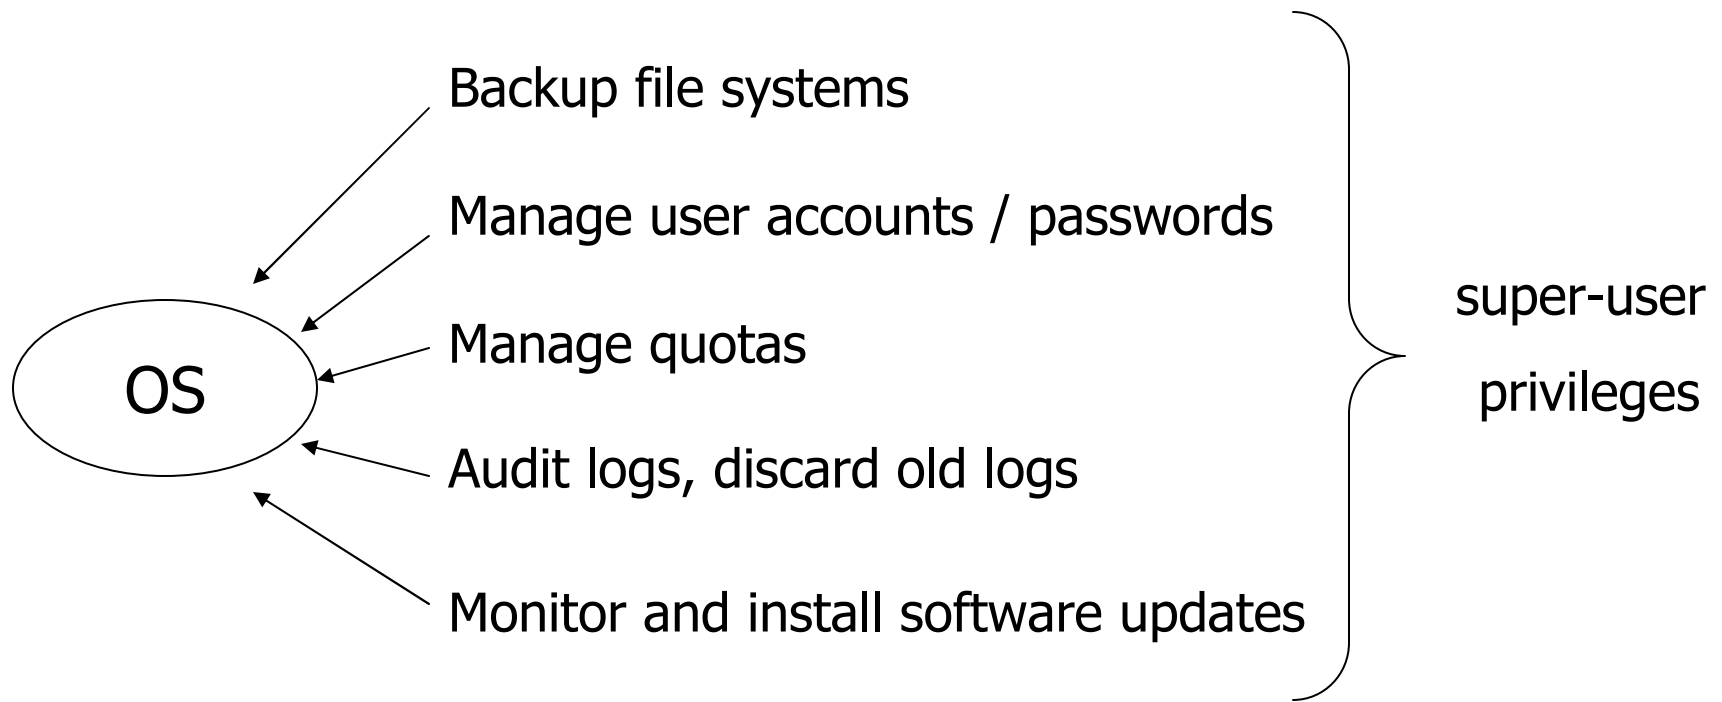 Backup file systems
Manage user accounts / passwords
super-user
Manage quotas
OS
privileges
Audit logs, discard old logs
Monitor and install software updates